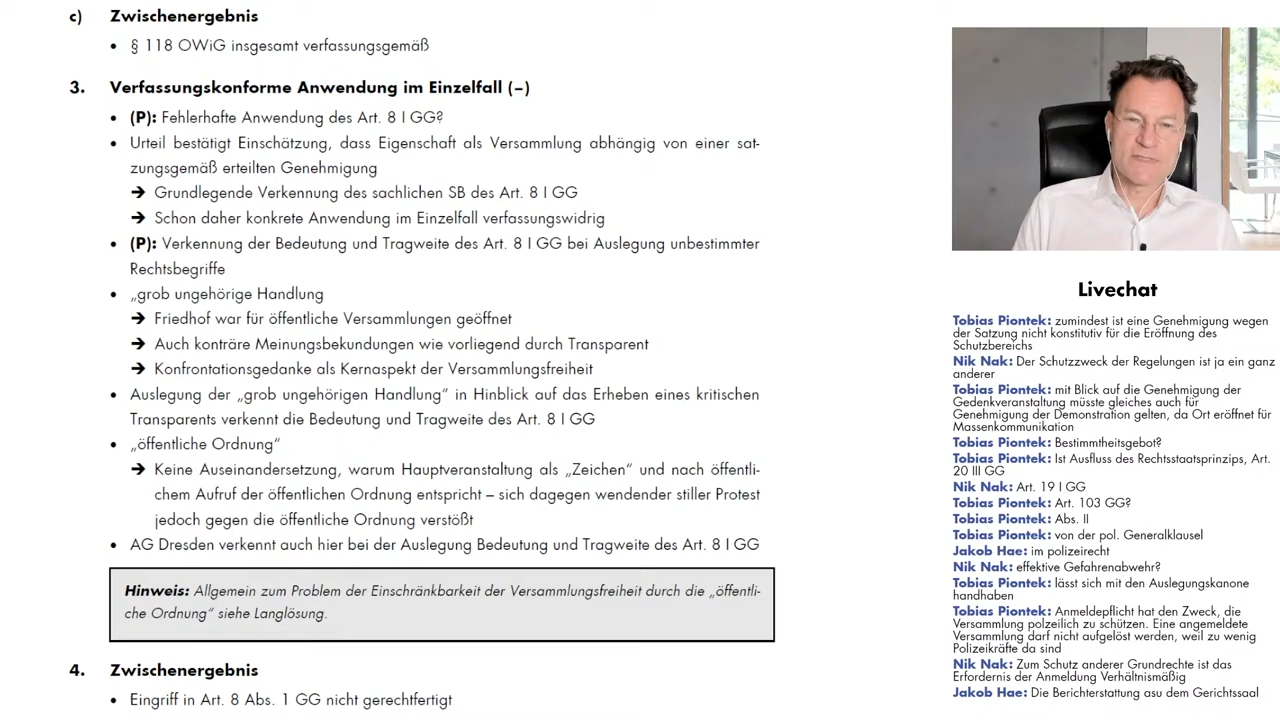 c) Zwischenergebnis
• § 118 OWiG insgesamt verfassungsgemäß
3. Verfassungskonforme Anwendung im Einzelfall (–)
• (P): Fehlerhafte Anwendung des Art. 8 I GG?
• Urteil bestätigt Einschätzung, dass Eigenschaft als Versammlung abhängig von einer sat-
zungsgemäß erteilten Genehmigung
➔ Grundlegende Verkennung des sachlichen SB des Art. 8 I GG
➔ Schon daher konkrete Anwendung im Einzelfall verfassungswidrig
• (P): Verkennung der Bedeutung und Tragweite des Art. 8 I GG bei Auslegung unbestimmter
Rechtsbegriffe
• „grob ungehörige Handlung
➔ Friedhof war für öffentliche Versammlungen geöffnet
➔ Auch konträre Meinungsbekundungen wie vorliegend durch Transparent
➔ Konfrontationsgedanke als Kernaspekt der Versammlungsfreiheit
• Auslegung der „grob ungehörigen Handlung“ in Hinblick auf das Erheben eines kritischen
Transparents verkennt die Bedeutung und Tragweite des Art. 8 I GG
• „öffentliche Ordnung“
➔ Keine Auseinandersetzung, warum Hauptveranstaltung als „Zeichen“ und nach öffentli-
chem Aufruf der öffentlichen Ordnung entspricht – sich dagegen wendender stiller Protest
jedoch gegen die öffentliche Ordnung verstößt
• AG Dresden verkennt auch hier bei der Auslegung Bedeutung und Tragweite des Art. 8 I GG
Hinweis: Allgemein zum Problem der Einschränkbarkeit der Versammlungsfreiheit durch die „öffentli-
che Ordnung“ siehe Langlösung.
4. Zwischenergebnis
• Eingriff in Art. 8 Abs. 1 GG nicht gerechtfertigt
Livechat
Tobias Piontek: zumindest ist eine Genehmigung wegen
der Satzung nicht konstitutiv für die Eröffnung des
Schutzbereichs
Nik Nak: Der Schutzzweck der Regelungen ist ja ein ganz
anderer
Tobias Piontek: mit Blick auf die Genehmigung der
Gedenkveranstaltung müsste gleiches auch für
Genehmigung der Demonstration gelten, da Ort eröffnet für
Massenkommunikation
Tobias Piontek: Bestimmtheitsgebot?
Tobias Piontek: Ist Ausfluss des Rechtsstaatsprinzips, Art.
20 III GG
Nik Nak: Art. 19 I GG
Tobias Piontek: Art. 103 GG?
Tobias Piontek: Abs. II
Tobias Piontek: von der pol. Generalklausel
Jakob Hae: im polizeirecht
Nik Nak: effektive Gefahrenabwehr?
Tobias Piontek: lässt sich mit den Auslegungskanone
handhaben
Tobias Piontek: Anmeldepflicht hat den Zweck, die
Versammlung polzeilich zu schützen. Eine angemeldete
Versammlung darf nicht aufgelöst werden, weil zu wenig
Polizeikräfte da sind
Nik Nak: Zum Schutz anderer Grundrechte ist das
Erfordernis der Anmeldung Verhältnismäßig
Jakob Hae: Die Berichterstattung asu dem Gerichtssaal